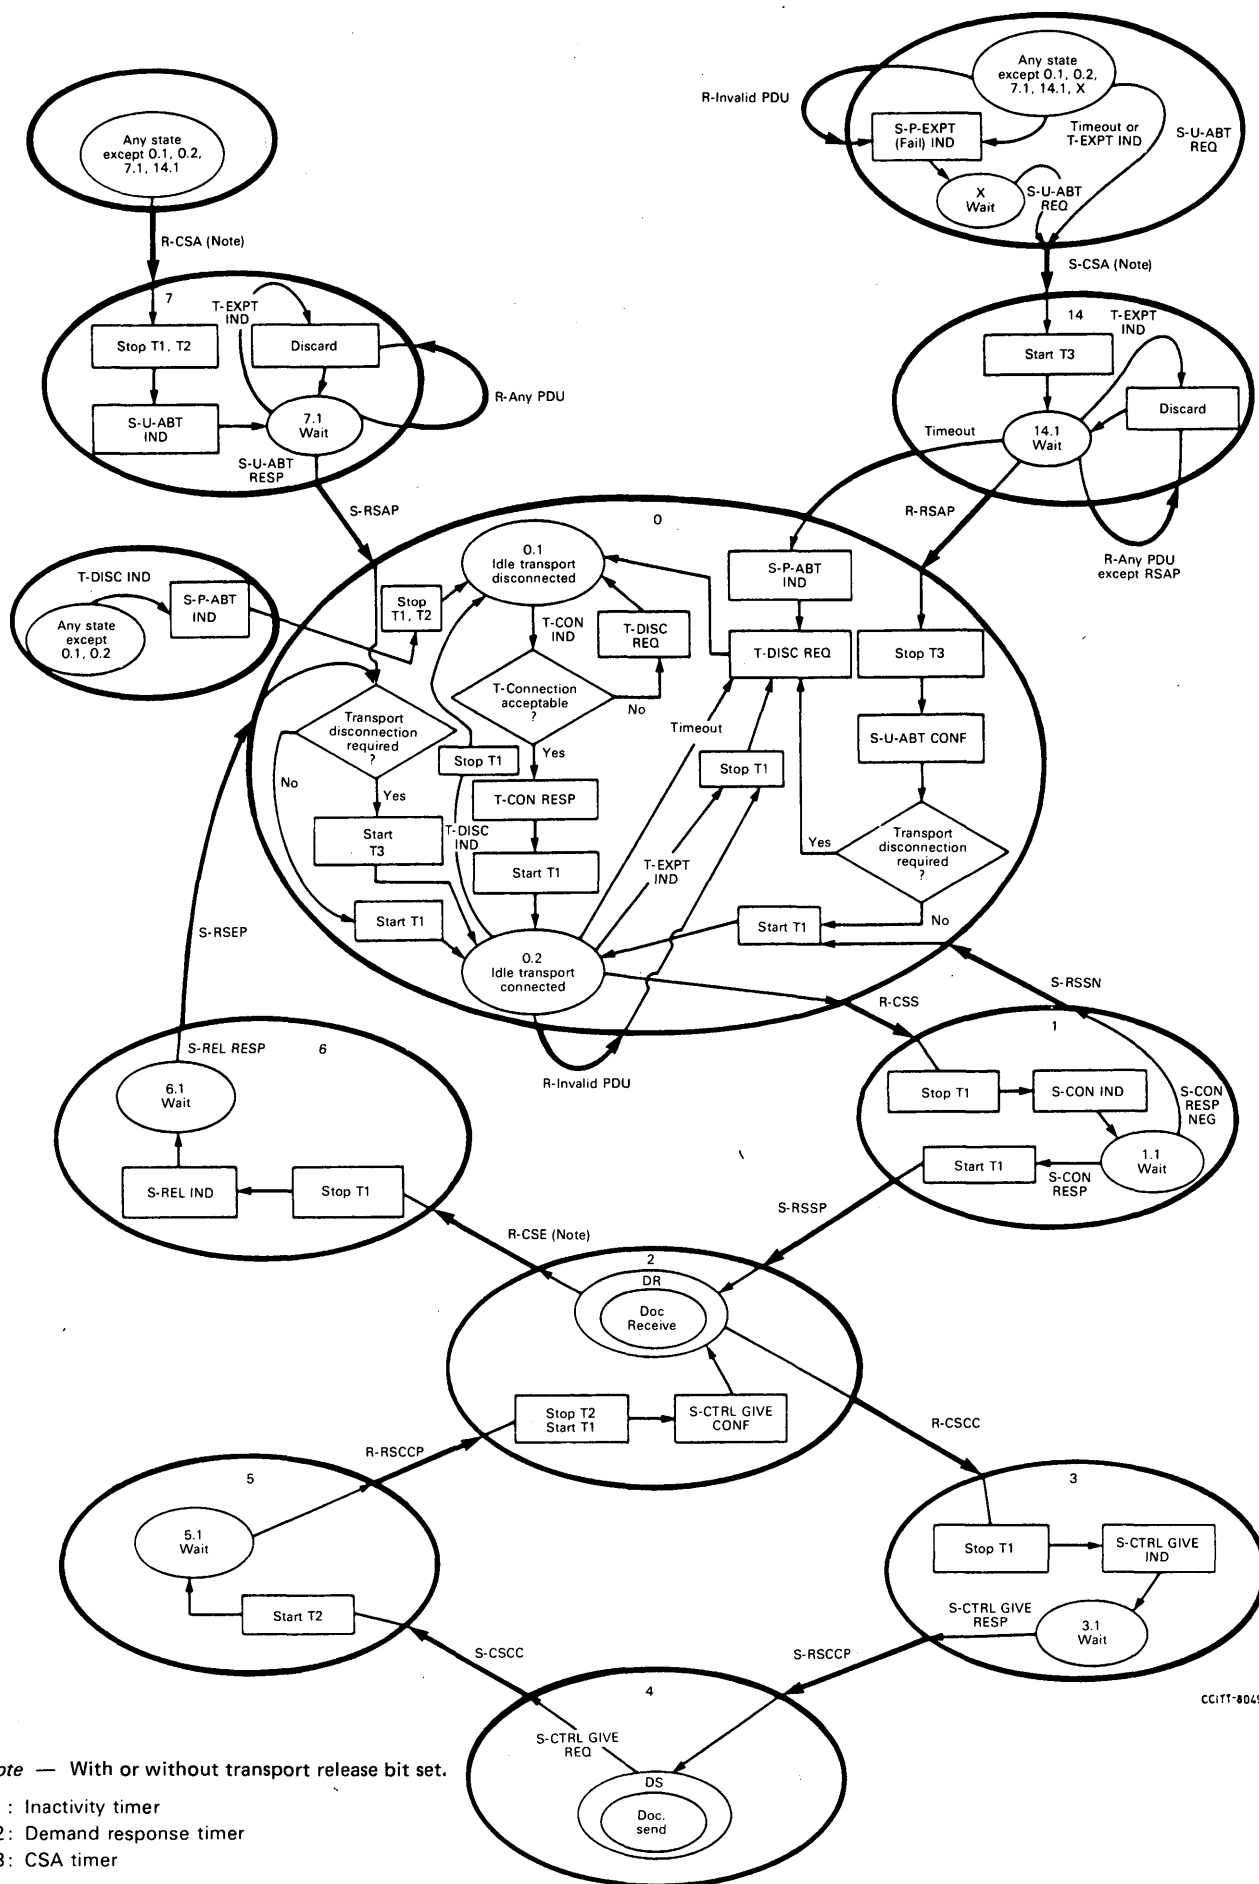 Any state
except 0.1, 0.2,
7.1, 14.1
R-CSA (Note)
7
T-EXPT
IND
Stop T1, T2
Discard
S-U-ABT
IND
7.1
Wait
R-Any PDU
S-U-ABT
RESP
S-RSAP
Any state
except 0.1, 0.2,
7.1, 14.1, X
R-Invalid PDU
S-P-EXPT
(Fail) IND
Timeout or
T-EXPT IND
S-U-ABT
REQ
X
Wait
S-U-ABT
REQ
S-CSA (Note)
14
T-EXPT
IND
Start T3
Discard
14.1
Wait
Timeout
R-RSAP
R-Any PDU
except RSAP
T-DISC IND
S-P-ABT
IND
Any state
except
0.1, 0.2
0
0.1
Idle transport
disconnected
Stop
T1, T2
T-CON
IND
T-DISC
REQ
S-P-ABT
IND
T-DISC REQ
Stop T3
T-Connection
acceptable
?
No
Yes
Timeout
S-U-ABT CONF
Transport
disconnection
required
?
No
Yes
Stop T1
Stop T1
T-CON RESP
Start
T3
T-DISC
IND
Start T1
T-EXPT
IND
Yes
Transport
disconnection
required
?
No
Start T1
Start T1
0.2
Idle transport
connected
S-RSEP
R-CSS
S-RSSN
R-Invalid PDU
6
S-REL RESP
6.1
Wait
S-REL IND
Stop T1
1
Stop T1
S-CON IND
S-CON
RESP
NEG
1.1
Wait
Start T1
S-CON
RESP
S-RSSP
R-CSE (Note)
2
DR
Doc
Receive
Stop T2
Start T1
S-CTRL GIVE
CONF
R-CSCC
R-RSCCP
5
5.1
Wait
Start T2
3
Stop T1
S-CTRL GIVE
IND
S-CTRL GIVE
RESP
3.1
Wait
S-CSCC
S-RSCCP
4
S-CTRL GIVE
REQ
DS
Doc.
send
CCITT-8049
ote — With or without transport release bit set.
: Inactivity timer
2: Demand response timer
3: CSA timer